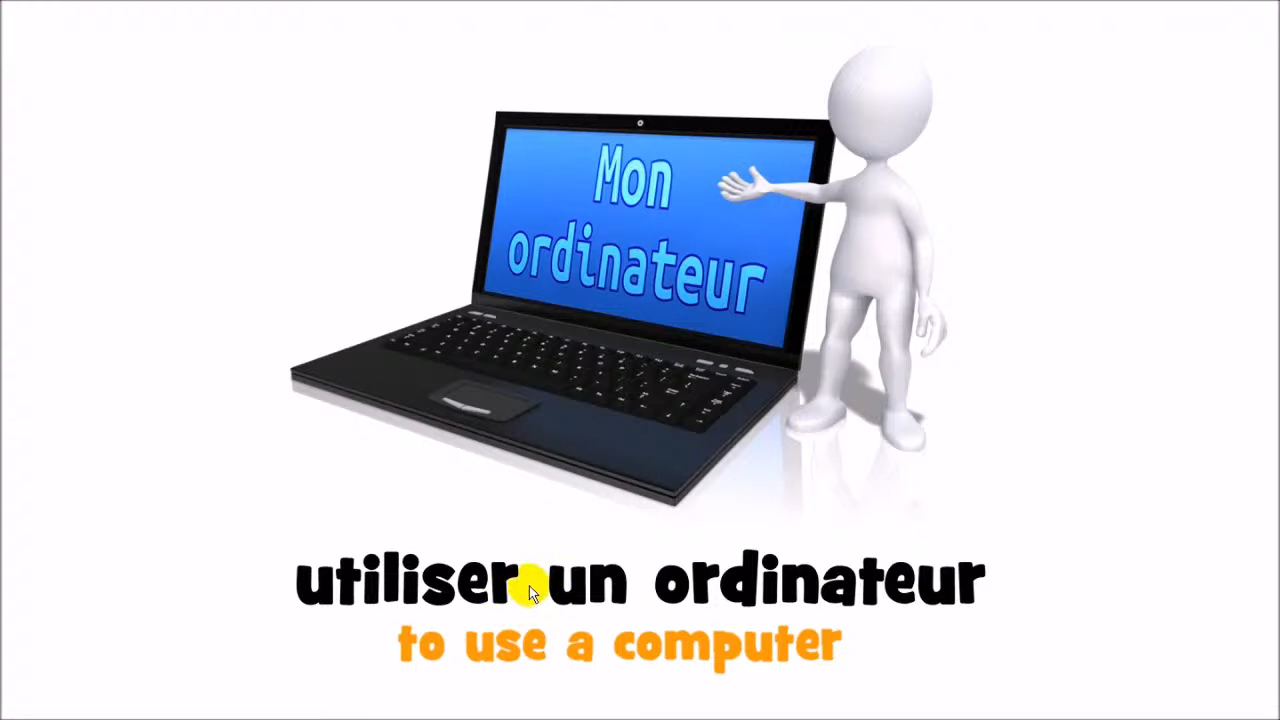 Mon
ordinateur
utiliser un ordinateur
to use a computer